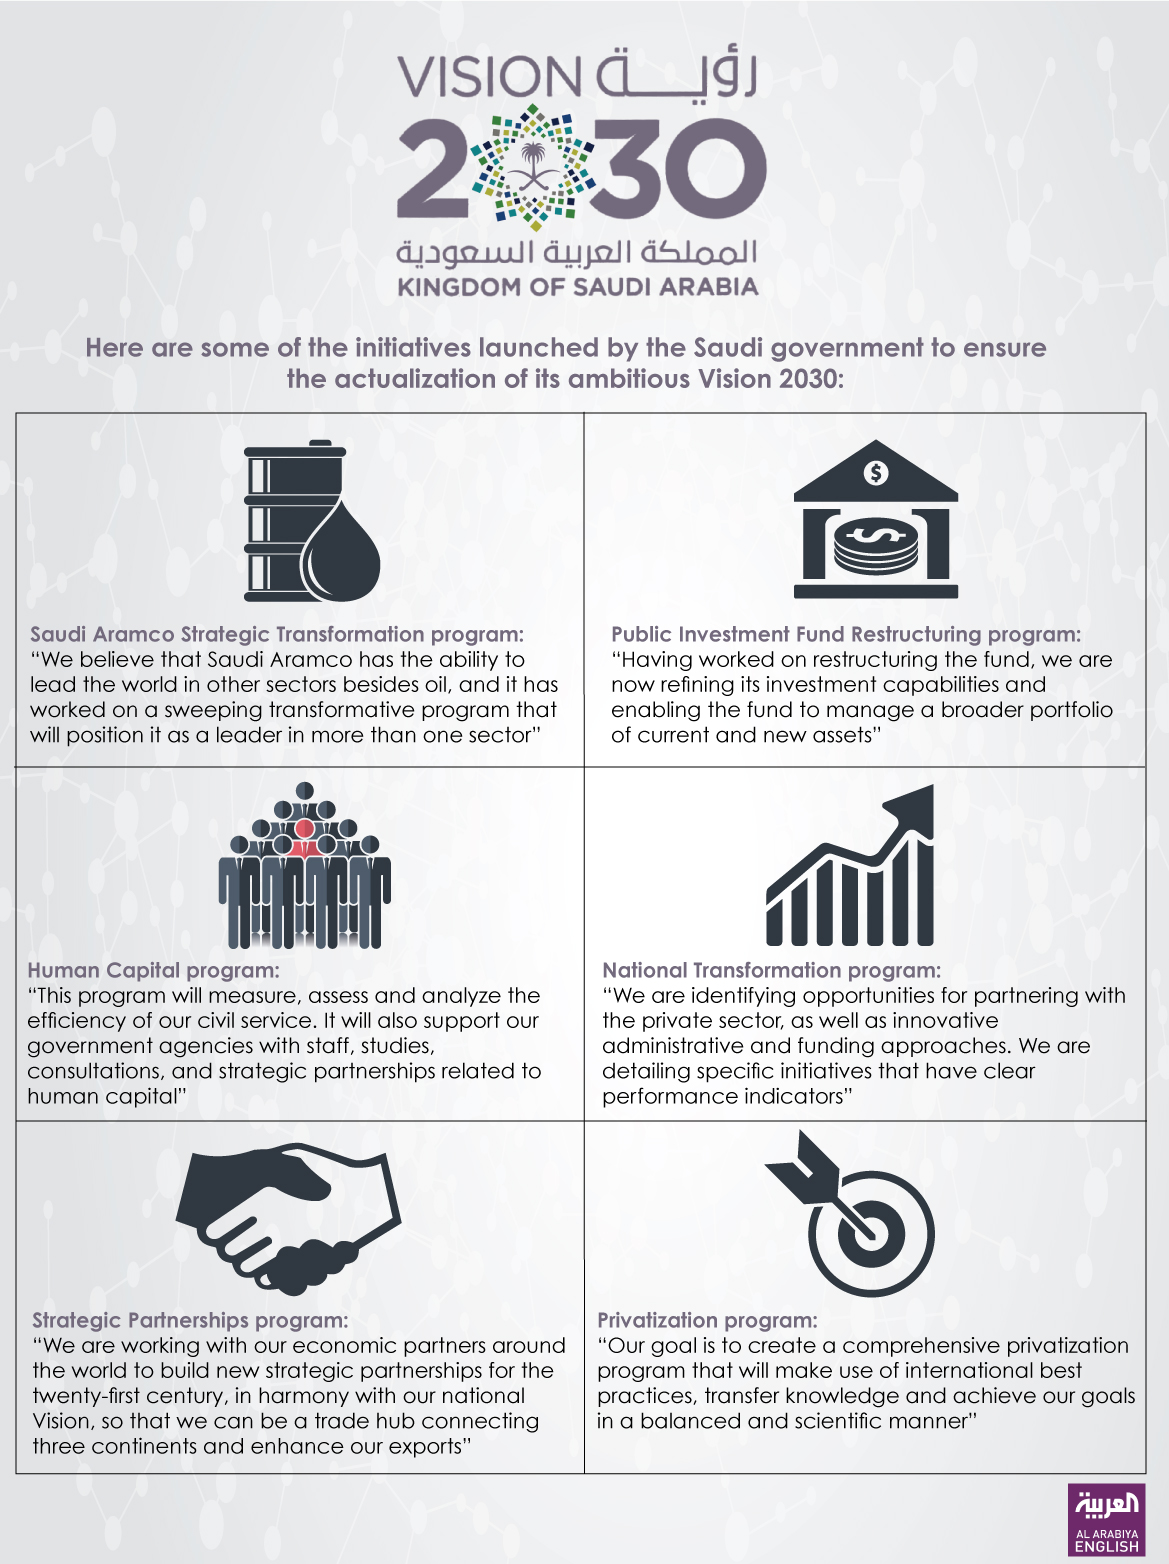 VISION رؤيــــة
2030
المملكة العربية السعودية
KINGDOM OF SAUDI ARABIA
Here are some of the initiatives launched by the Saudi government to ensure
the actualization of its ambitious Vision 2030:
$
$
Saudi Aramco Strategic Transformation program:
“We believe that Saudi Aramco has the ability to
lead the world in other sectors besides oil, and it has
worked on a sweeping transformative program that
will position it as a leader in more than one sector”
Public Investment Fund Restructuring program:
“Having worked on restructuring the fund, we are
now refining its investment capabilities and
enabling the fund to manage a broader portfolio
of current and new assets”
Human Capital program:
“This program will measure, assess and analyze the
efficiency of our civil service. It will also support our
government agencies with staff, studies,
consultations, and strategic partnerships related to
human capital”
National Transformation program:
“We are identifying opportunities for partnering with
the private sector, as well as innovative
administrative and funding approaches. We are
detailing specific initiatives that have clear
performance indicators”
Strategic Partnerships program:
“We are working with our economic partners around
the world to build new strategic partnerships for the
twenty-first century, in harmony with our national
Vision, so that we can be a trade hub connecting
three continents and enhance our exports”
Privatization program:
“Our goal is to create a comprehensive privatization
program that will make use of international best
practices, transfer knowledge and achieve our goals
in a balanced and scientific manner”
العربية
AL ARABIYA
ENGLISH